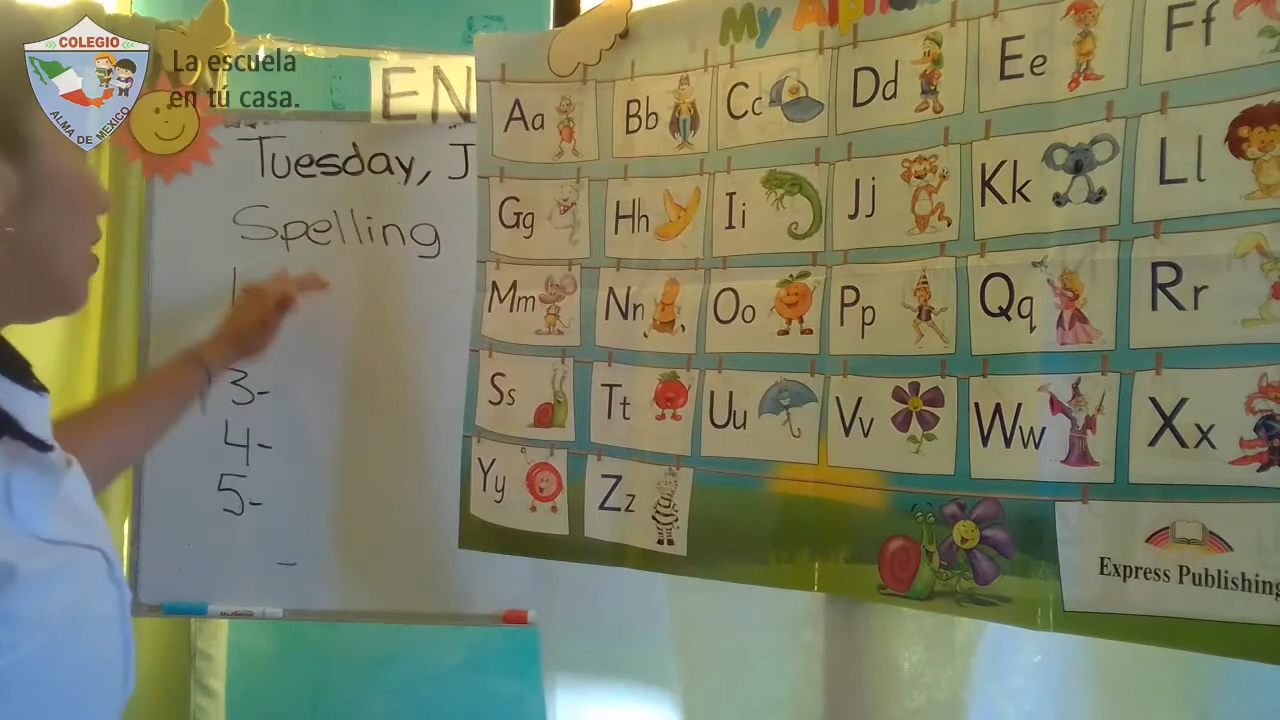 COLEGIO
ALMA DE MEXICO
La escuela
en tú casa.
EN
Tuesday, J
Spelling
1
3-
4-
5-
-
My
Aa Bb Cc Dd Ee Ff
Gg Hh Ii Jj Kk Ll
Mm Nn Oo Pp Qq Rr
Ss Tt Uu Vv Ww Xx
Yy Zz
Express Publishing